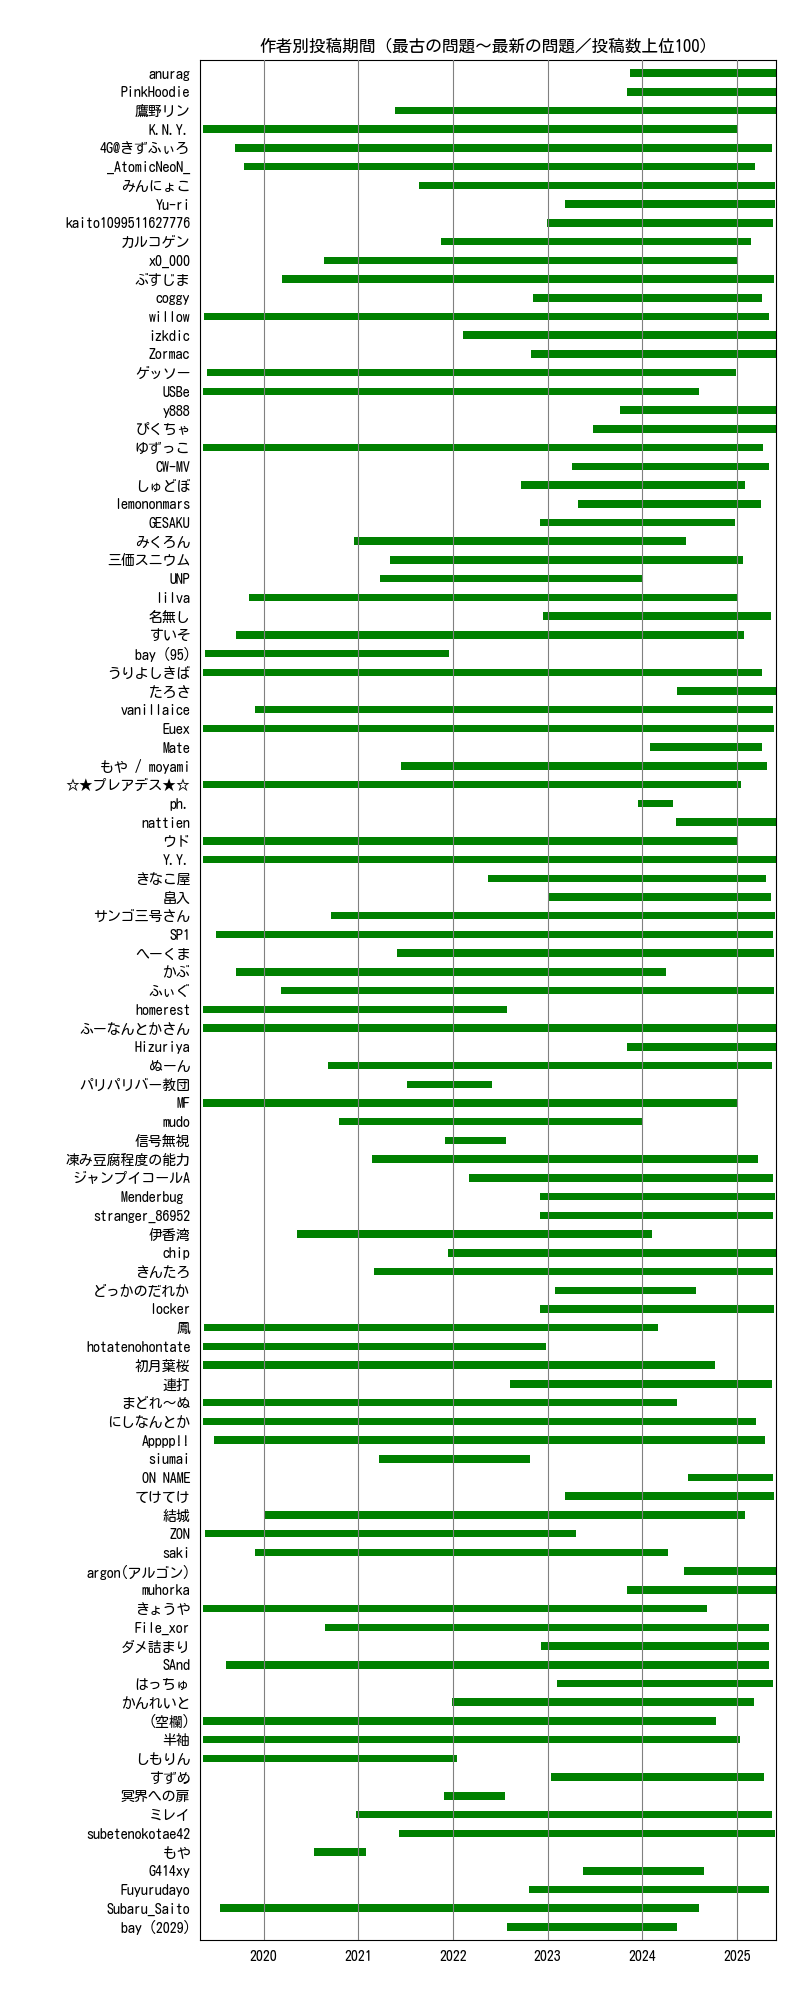 作者別投稿期間（最古の問題～最新の問題／投稿数上位100）
anurag
PinkHoodie
鷹野リン
K.N.Y.
4G@きずふぃろ
_AtomicNeoN_
みんにょこ
Yu-ri
kaito1099511627776
カルコゲン
x0_000
ぶすじま
coggy
willow
izkdic
Zormac
ゲッソー
USBe
y888
ぴくちゃ
ゆずっこ
CW-MV
しゅどぼ
lemononmars
GESAKU
みくろん
三価スニウム
UNP
lilva
名無し
すいそ
bay (95)
うりよしきば
たろさ
vanillaice
Euex
Mate
もや / moyami
☆★プレアデス★☆
ph.
nattien
ウド
Y.Y.
きなこ屋
畠入
サンゴ三号さん
SP1
へーくま
かぶ
ふぃぐ
homerest
ふーなんとかさん
Hizuriya
ぬーん
パリパリバー教団
MF
mudo
信号無視
凍み豆腐程度の能力
ジャンプイコールA
Menderbug
stranger_86952
伊香湾
chip
きんたろ
どっかのだれか
locker
鳳
hotatenohontate
初月葉桜
連打
まどれ～ぬ
にしなんとか
Appppl!
siumai
ON NAME
てけてけ
結城
ZON
saki
argon(アルゴン)
muhorka
きょうや
File_xor
ダメ詰まり
SAnd
はっちゅ
かんれいと
(空欄)
半袖
しもりん
すずめ
冥界への扉
ミレイ
subetenokotae42
もや
G414xy
Fuyurudayo
Subaru_Saito
bay (2029)
2020 2021 2022 2023 2024 2025